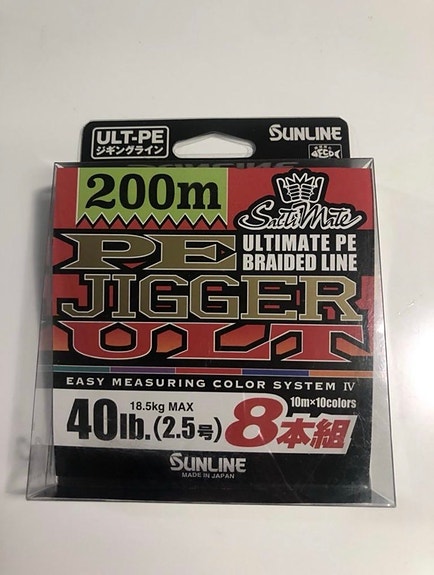 ULT-PE
ジギングライン
SUNLINE
200m
SaltiMate
PE
ULTIMATE PE
BRAIDED LINE
JIGGER
ULT
EASY MEASURING COLOR SYSTEM IV
18.5kg MAX
10m×10colors
40lb. (2.5号) 8本組
SUNLINE
MADE IN JAPAN